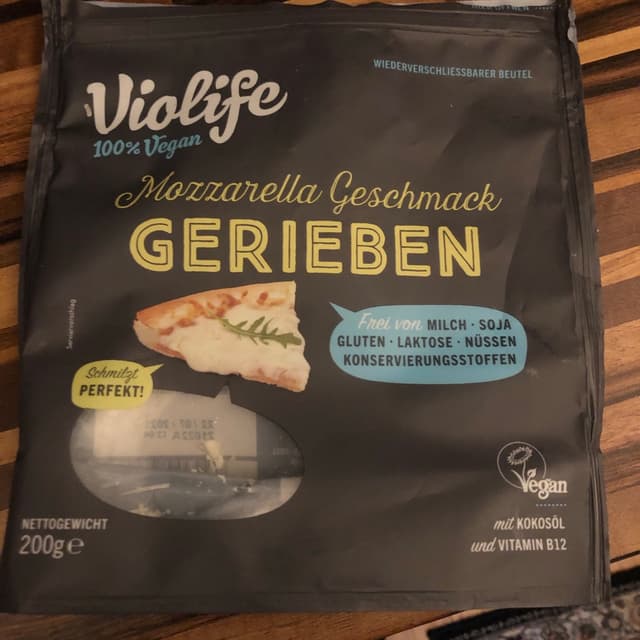 WIEDERVERSCHLIESSBARER BEUTEL
Violife
100% Vegan
Mozzarella Geschmack
GERIEBEN
Frei von MILCH · SOJA
GLUTEN · LAKTOSE · NÜSSEN
KONSERVIERUNGSSTOFFEN
Serviervorschlag
Schmilzt
PERFEKT!
Vegan
NETTOGEWICHT
200g e
mit KOKOSÖL
und VITAMIN B12